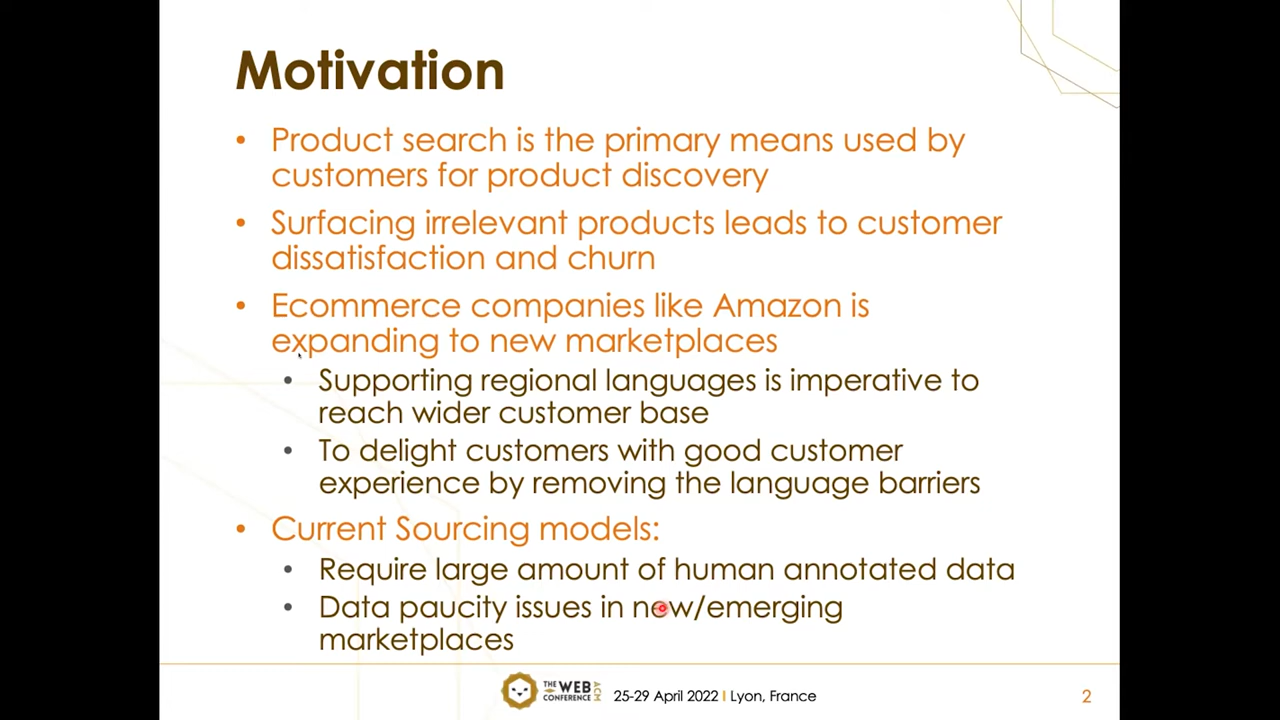 Motivation
• Product search is the primary means used by
customers for product discovery
• Surfacing irrelevant products leads to customer
dissatisfaction and churn
• Ecommerce companies like Amazon is
expanding to new marketplaces
• Supporting regional languages is imperative to
reach wider customer base
• To delight customers with good customer
experience by removing the language barriers
• Current Sourcing models:
• Require large amount of human annotated data
• Data paucity issues in new/emerging
marketplaces
THE WEB CONFERENCE ACM
25-29 April 2022 I Lyon, France
2